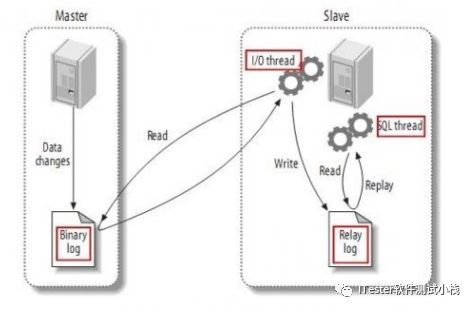 Master
Slave
I/O thread
SQL thread
Data
changes
Read
Write
Read
Replay
Binary
log
Relay
log
ITester软件测试小栈